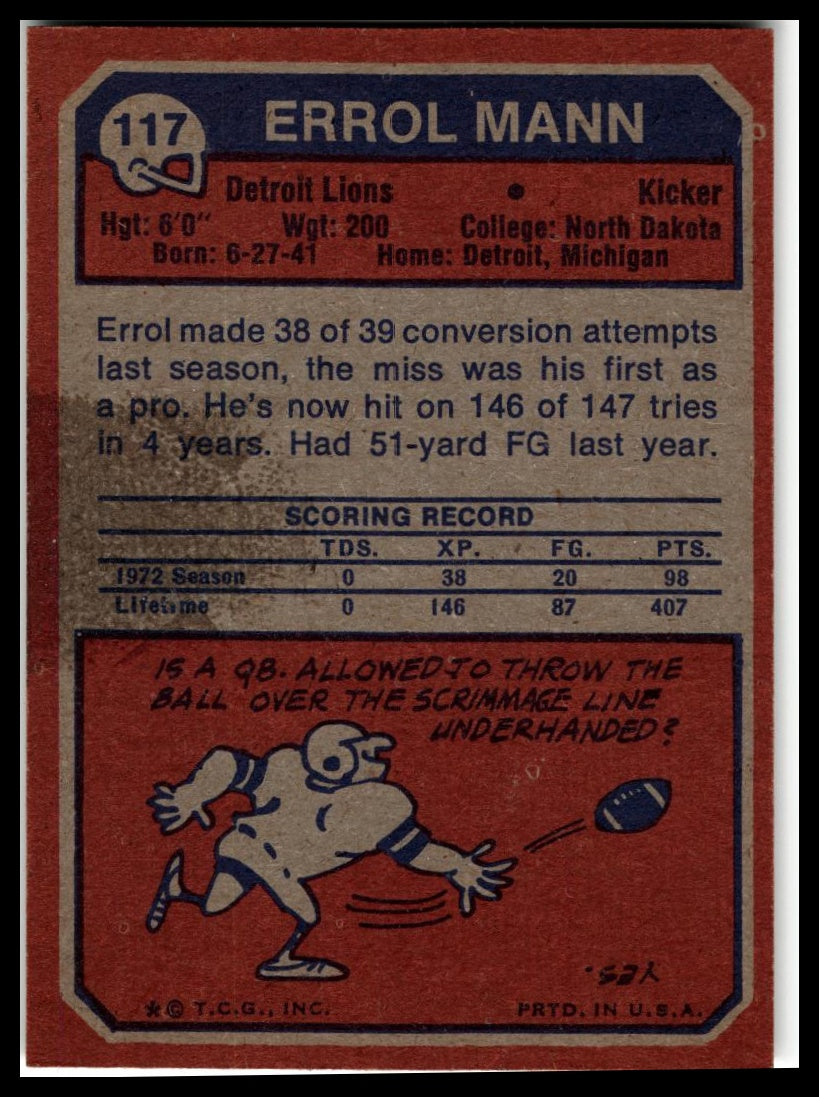 117
ERROL MANN
Detroit Lions • Kicker
Hgt: 6'0" Wgt: 200 College: North Dakota
Born: 6-27-41 Home: Detroit, Michigan
Errol made 38 of 39 conversion attempts
last season, the miss was his first as
a pro. He's now hit on 146 of 147 tries
in 4 years. Had 51-yard FG last year.
SCORING RECORD
TDS. XP. FG. PTS.
1972 Season 0 38 20 98
Lifetime 0 146 87 407
IS A QB. ALLOWED TO THROW THE
BALL OVER THE SCRIMMAGE LINE
UNDERHANDED?
YES.
* © T.C.G., INC. PRTD. IN U.S.A.